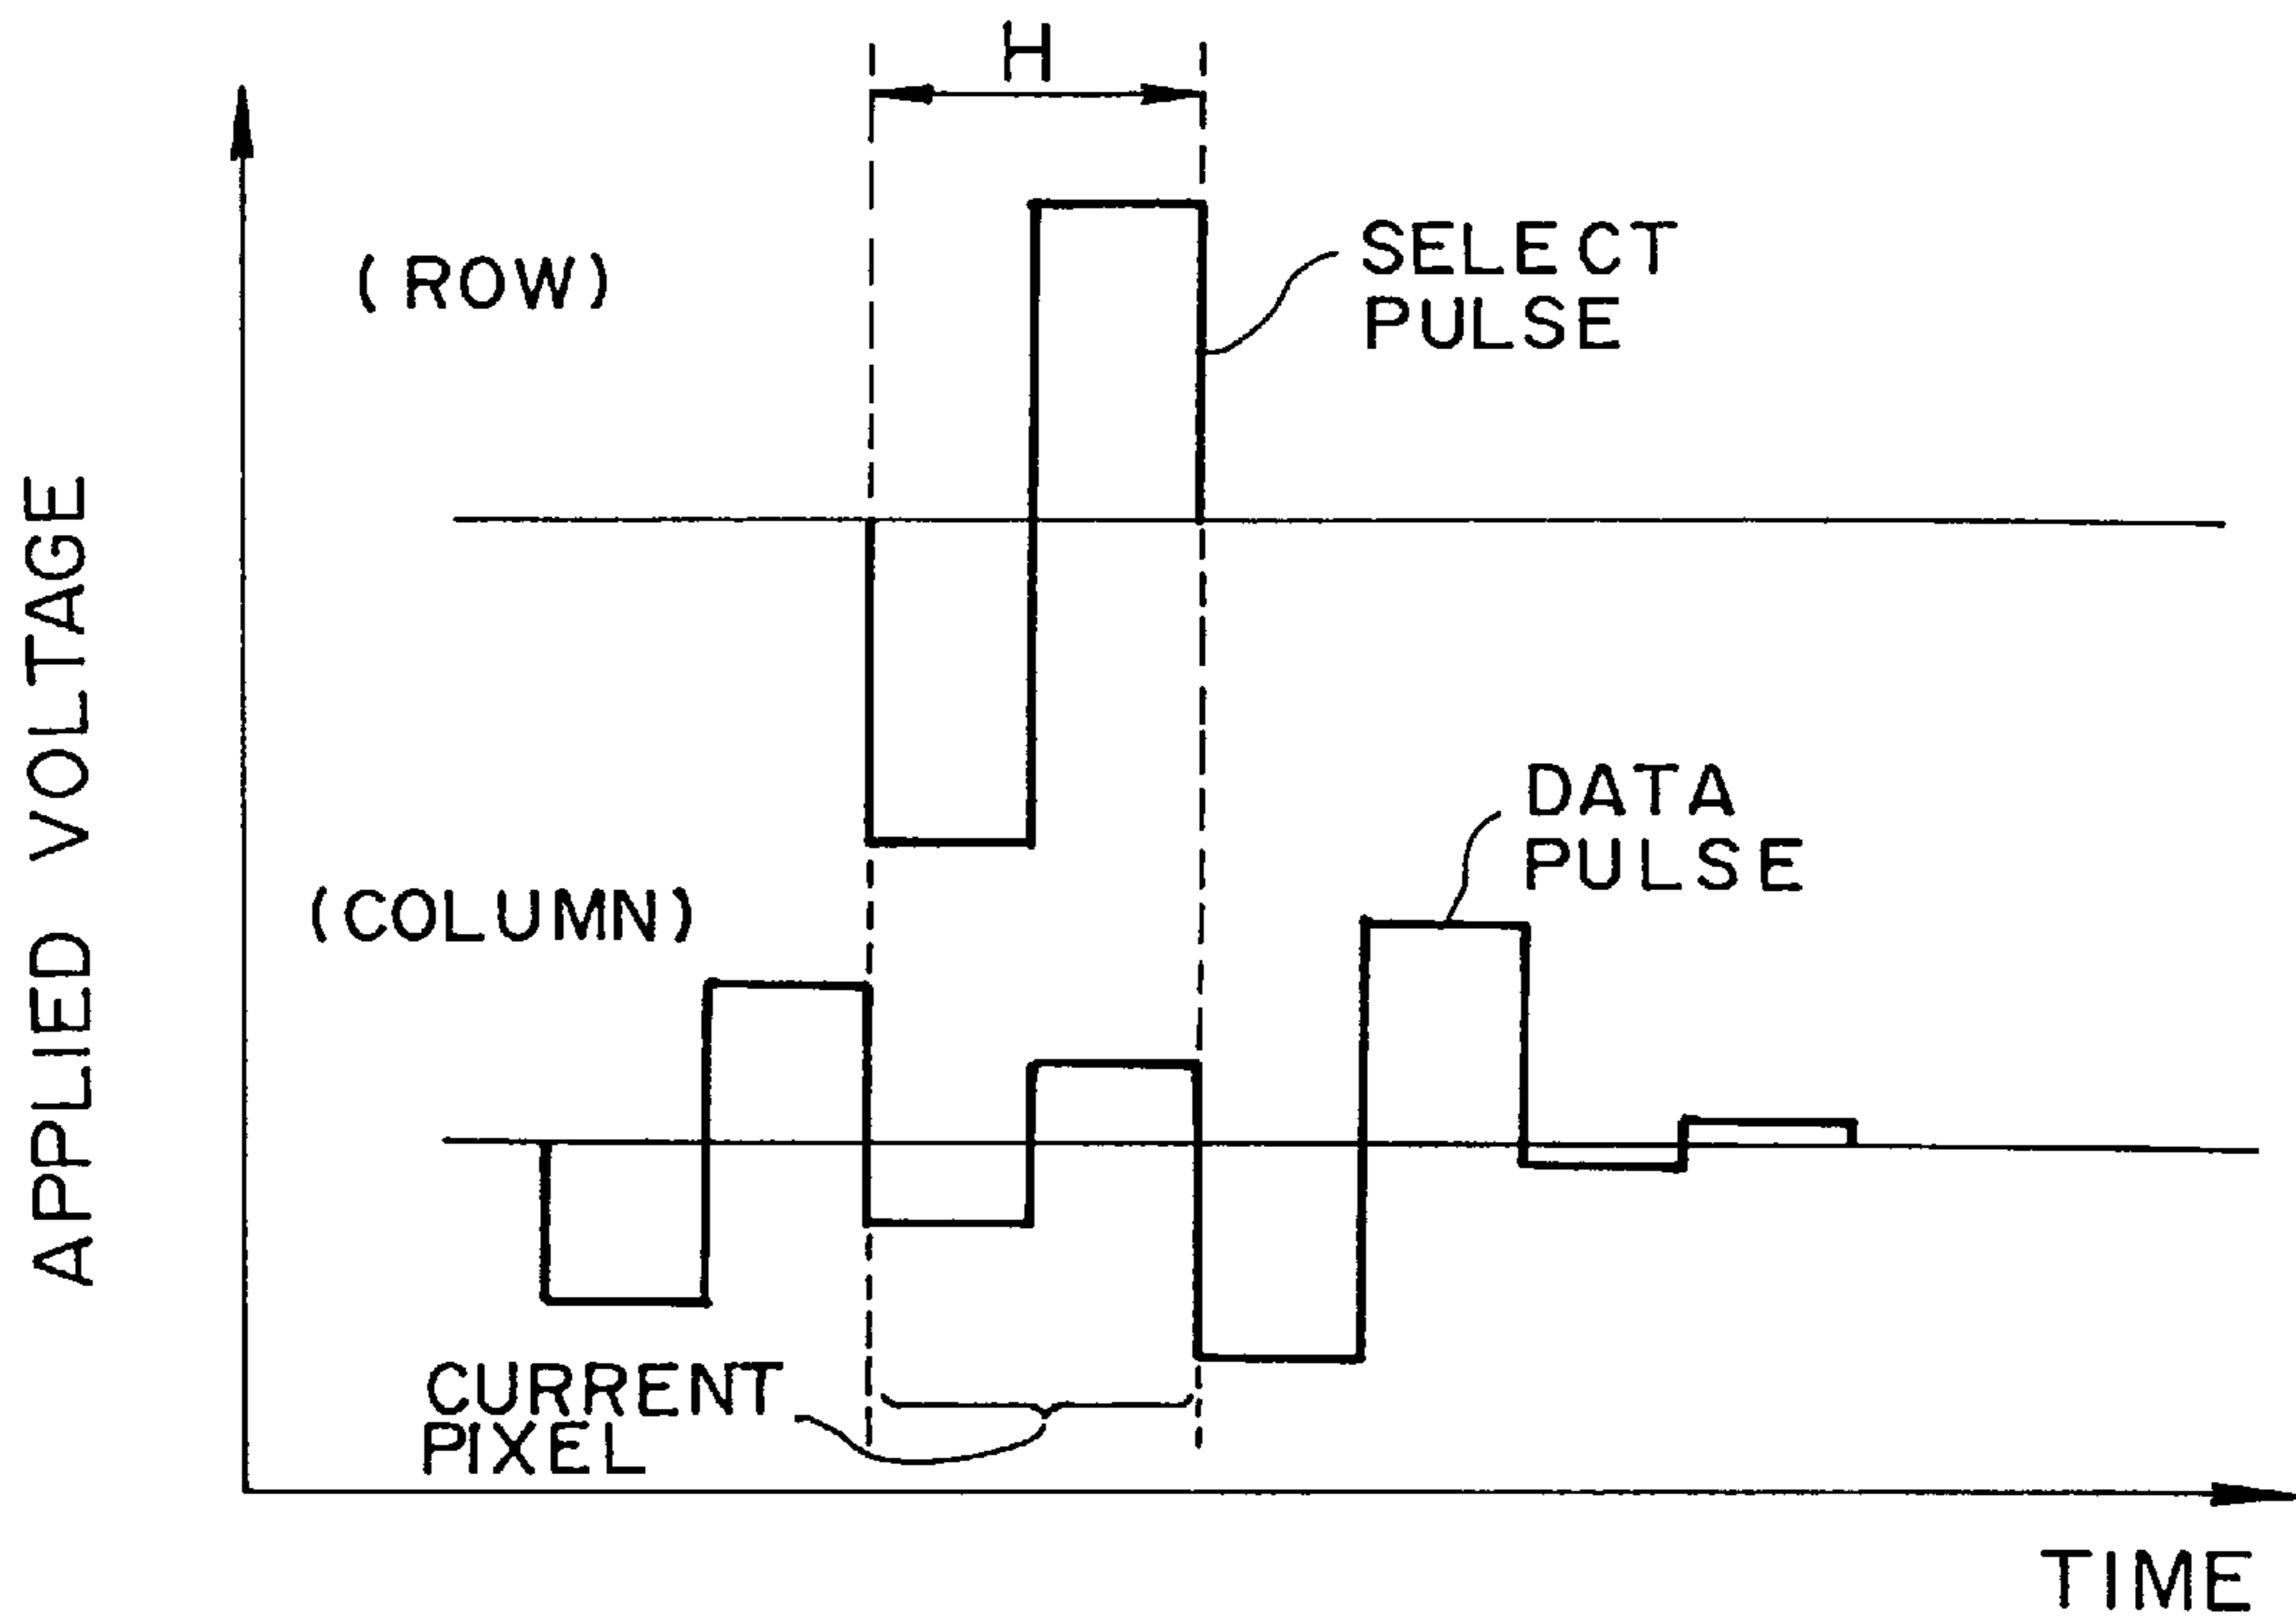 H
(ROW)
SELECT
PULSE
APPLIED VOLTAGE
DATA
PULSE
(COLUMN)
CURRENT
PIXEL
TIME